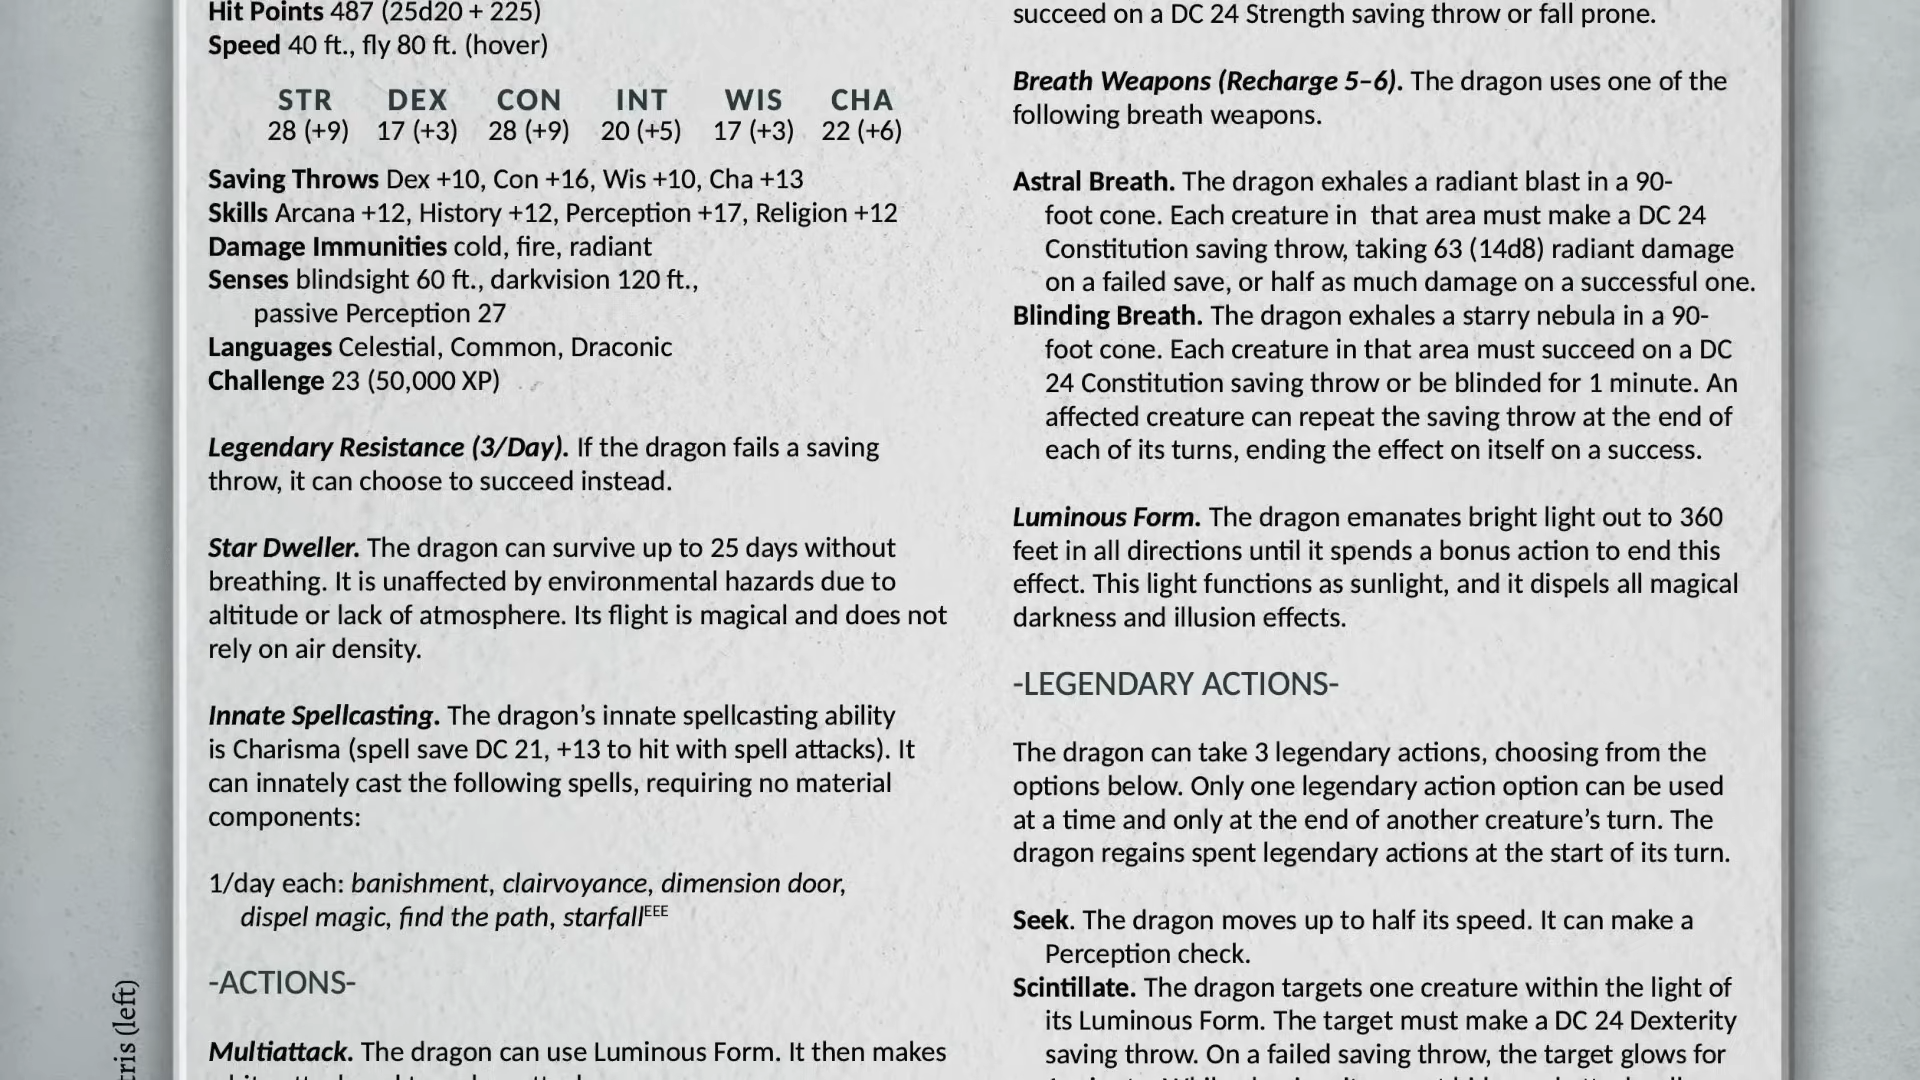 Hit Points 487 (25d20 + 225)
Speed 40 ft., fly 80 ft. (hover)
STR DEX CON INT WIS CHA
28 (+9) 17 (+3) 28 (+9) 20 (+5) 17 (+3) 22 (+6)
Saving Throws Dex +10, Con +16, Wis +10, Cha +13
Skills Arcana +12, History +12, Perception +17, Religion +12
Damage Immunities cold, fire, radiant
Senses blindsight 60 ft., darkvision 120 ft.,
passive Perception 27
Languages Celestial, Common, Draconic
Challenge 23 (50,000 XP)
Legendary Resistance (3/Day). If the dragon fails a saving
throw, it can choose to succeed instead.
Star Dweller. The dragon can survive up to 25 days without
breathing. It is unaffected by environmental hazards due to
altitude or lack of atmosphere. Its flight is magical and does not
rely on air density.
Innate Spellcasting. The dragon's innate spellcasting ability
is Charisma (spell save DC 21, +13 to hit with spell attacks). It
can innately cast the following spells, requiring no material
components:
1/day each: banishment, clairvoyance, dimension door,
dispel magic, find the path, starfallEEE
-ACTIONS-
Multiattack. The dragon can use Luminous Form. It then makes
succeed on a DC 24 Strength saving throw or fall prone.
Breath Weapons (Recharge 5–6). The dragon uses one of the
following breath weapons.
Astral Breath. The dragon exhales a radiant blast in a 90-
foot cone. Each creature in that area must make a DC 24
Constitution saving throw, taking 63 (14d8) radiant damage
on a failed save, or half as much damage on a successful one.
Blinding Breath. The dragon exhales a starry nebula in a 90-
foot cone. Each creature in that area must succeed on a DC
24 Constitution saving throw or be blinded for 1 minute. An
affected creature can repeat the saving throw at the end of
each of its turns, ending the effect on itself on a success.
Luminous Form. The dragon emanates bright light out to 360
feet in all directions until it spends a bonus action to end this
effect. This light functions as sunlight, and it dispels all magical
darkness and illusion effects.
-LEGENDARY ACTIONS-
The dragon can take 3 legendary actions, choosing from the
options below. Only one legendary action option can be used
at a time and only at the end of another creature's turn. The
dragon regains spent legendary actions at the start of its turn.
Seek. The dragon moves up to half its speed. It can make a
Perception check.
Scintillate. The dragon targets one creature within the light of
its Luminous Form. The target must make a DC 24 Dexterity
saving throw. On a failed saving throw, the target glows for
tris (left)